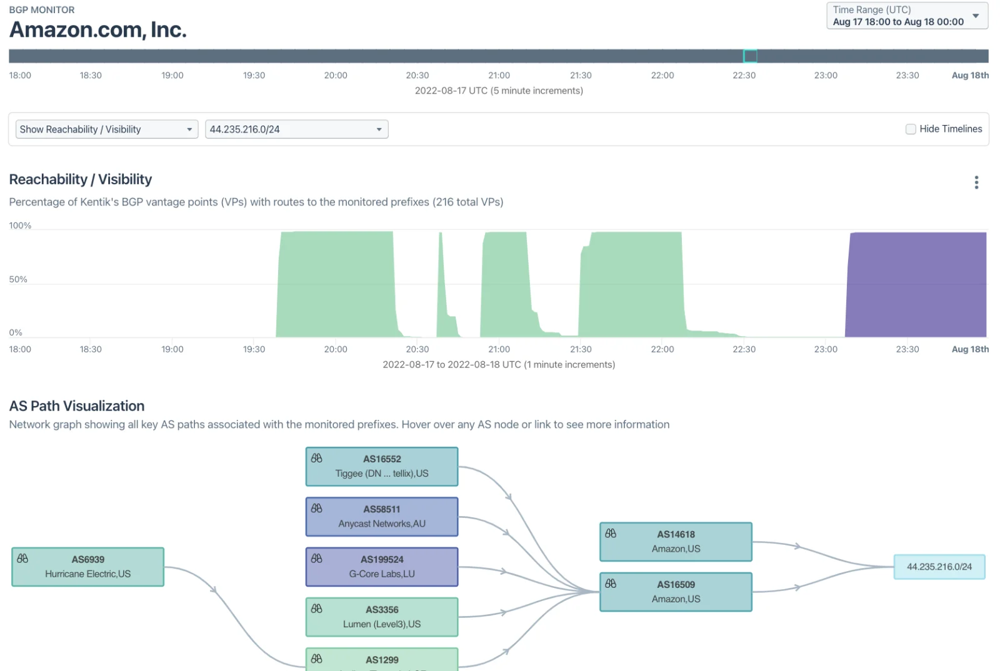 BGP MONITOR
Amazon.com, Inc.
Time Range (UTC)
Aug 17 18:00 to Aug 18 00:00
18:00 18:30 19:00 19:30 20:00 20:30 21:00 21:30 22:00 22:30 23:00 23:30 Aug 18th
2022-08-17 UTC (5 minute increments)
Show Reachability / Visibility 44.235.216.0/24 Hide Timelines
Reachability / Visibility
Percentage of Kentik's BGP vantage points (VPs) with routes to the monitored prefixes (216 total VPs)
100%
50%
0%
18:00 18:30 19:00 19:30 20:00 20:30 21:00 21:30 22:00 22:30 23:00 23:30 Aug 18th
2022-08-17 to 2022-08-18 UTC (1 minute increments)
AS Path Visualization
Network graph showing all key AS paths associated with the monitored prefixes. Hover over any AS node or link to see more information
AS6939
Hurricane Electric,US
AS16552
Tiggee (DN ... tellix),US
AS58511
Anycast Networks,AU
AS199524
G-Core Labs,LU
AS3356
Lumen (Level3),US
AS1299
AS14618
Amazon,US
AS16509
Amazon,US
44.235.216.0/24